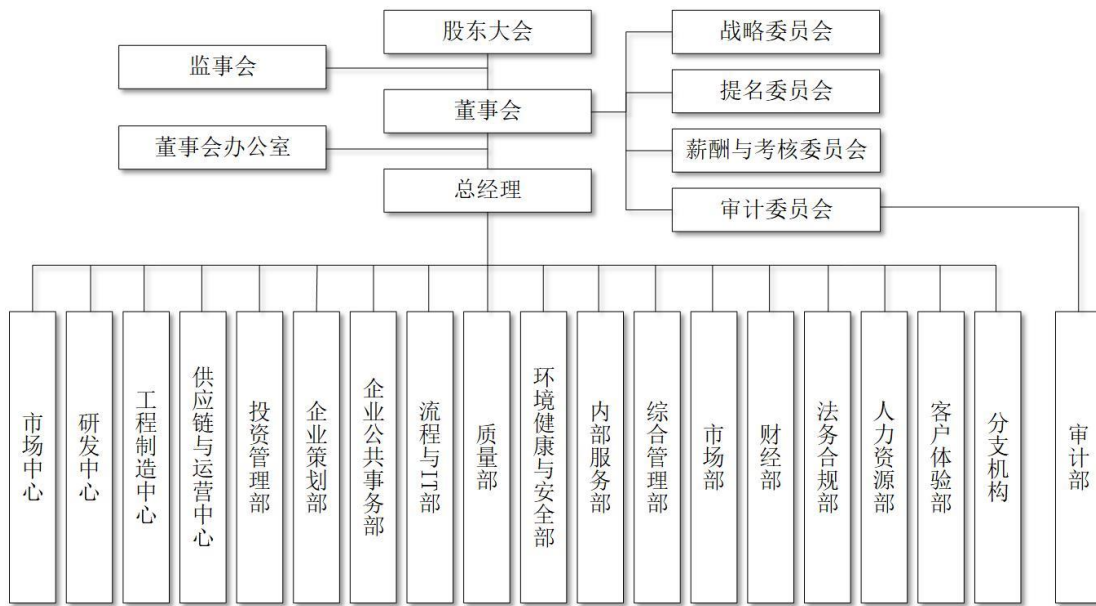 股东大会
监事会
董事会
董事会办公室
总经理
战略委员会
提名委员会
薪酬与考核委员会
审计委员会
市场中心
研发中心
工程制造中心
供应链与运营中心
投资管理部
企业策划部
企业公共事务部
流程与IT部
质量部
环境健康与安全部
内部服务部
综合管理部
市场部
财经部
法务合规部
人力资源部
客户体验部
分支机构
审计部